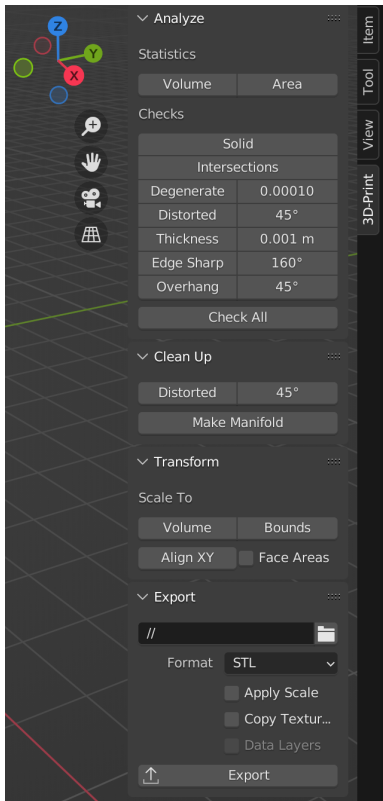 Z
Y
X
Item
Tool
View
3D-Print
Analyze
Statistics
Volume Area
Checks
Solid
Intersections
Degenerate 0.00010
Distorted 45°
Thickness 0.001 m
Edge Sharp 160°
Overhang 45°
Check All
Clean Up
Distorted 45°
Make Manifold
Transform
Scale To
Volume Bounds
Align XY Face Areas
Export
//
Format STL
Apply Scale
Copy Textur...
Data Layers
Export